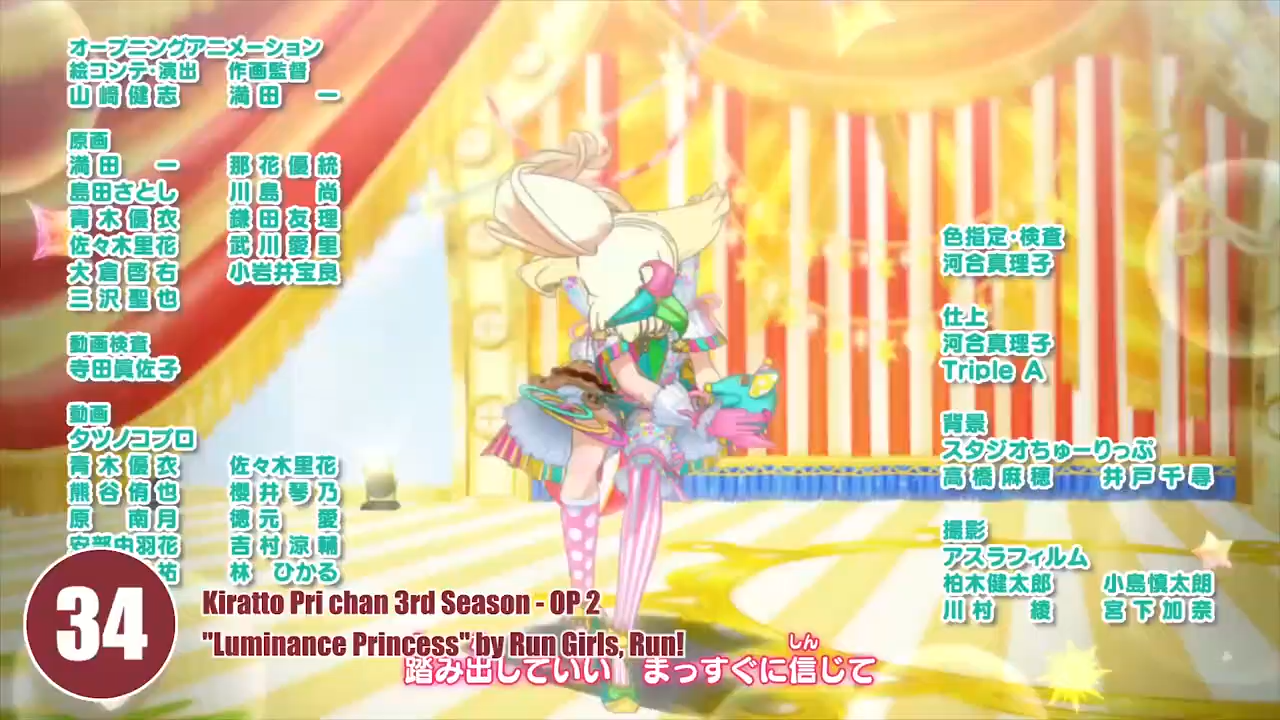 オープニングアニメーション
絵コンテ・演出　作画監督
山﨑健志　満田　一
原画
満田　一　那花優統
島田さとし　川島　尚
青木優衣　鎌田友理
佐々木里花　武川愛里
大倉啓右　小岩井宝良
三沢聖也
動画検査
寺田眞佐子
動画
タツノコプロ
青木優衣　佐々木里花
熊谷侑也　櫻井琴乃
原　南月　徳元　愛
安部由羽花　吉村涼輔
祐　林　ひかる
色指定・検査
河合真理子
仕上
河合真理子
Triple A
背景
スタジオちゅーりっぷ
高橋麻穂　井戸千尋
撮影
アスラフィルム
柏木健太郎　小島慎太朗
川村　綾　宮下加奈
34
Kiratto Pri chan 3rd Season - OP 2
"Luminance Princess" by Run Girls, Run!
しん
踏み出していい　まっすぐに信じて